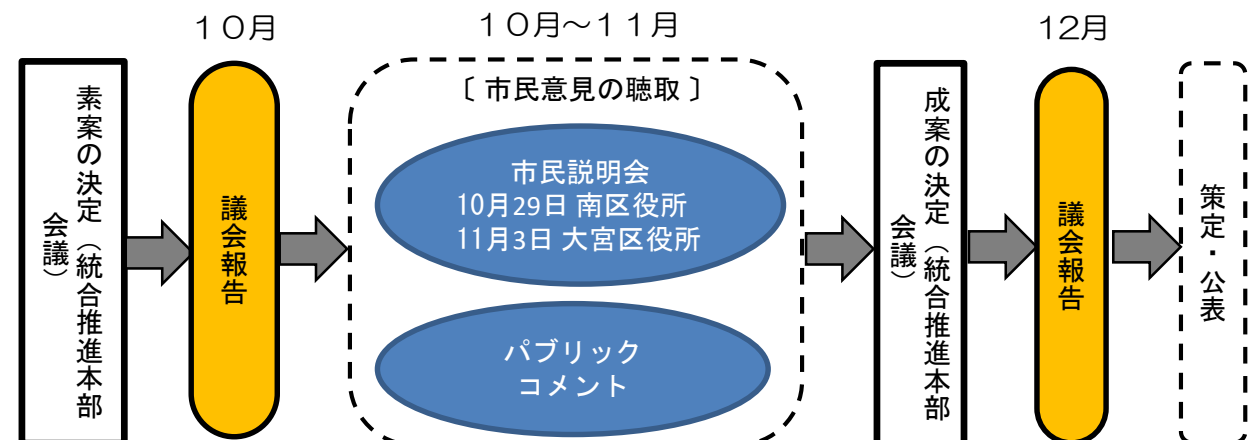 １０月
１０月～１１月
１２月
素案の決定（統合推進本部
会議）
議会報告
〔 市民意見の聴取 〕
市民説明会
10月29日 南区役所
11月3日 大宮区役所
パブリック
コメント
成案の決定（統合推進本部
会議）
議会報告
策定・公表